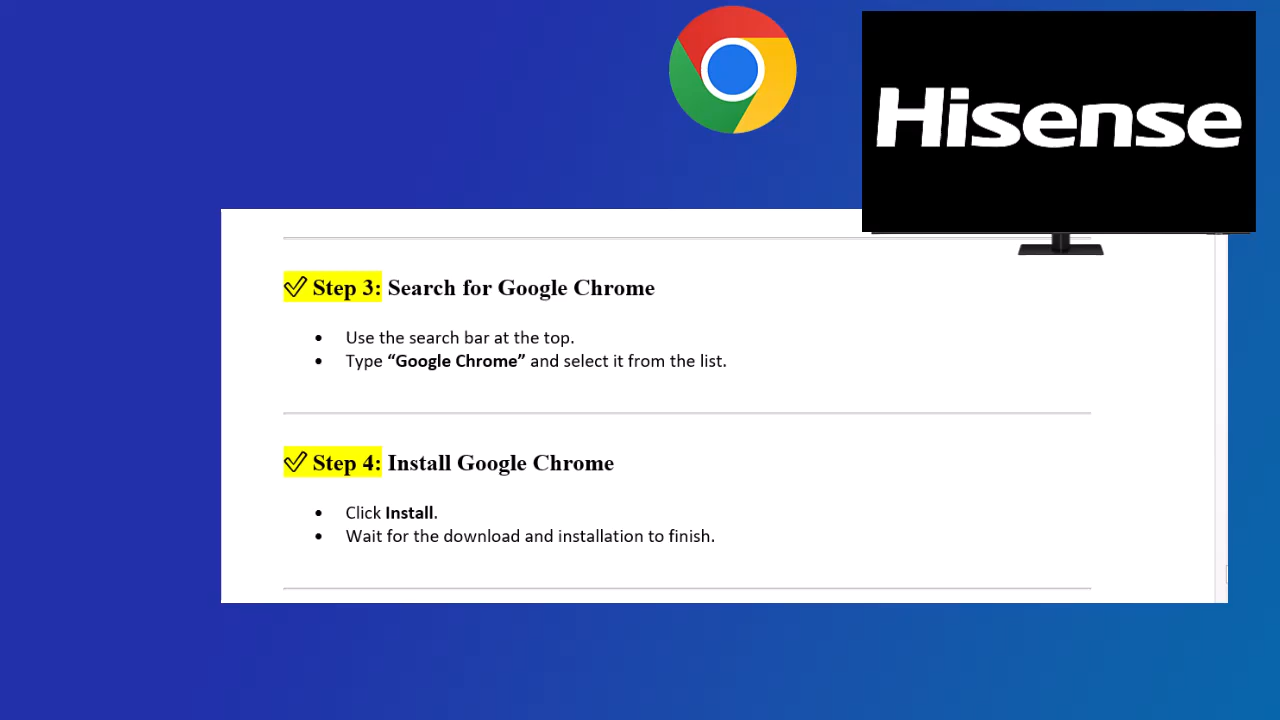 Hisense
✓ Step 3: Search for Google Chrome
• Use the search bar at the top.
• Type “Google Chrome” and select it from the list.
✓ Step 4: Install Google Chrome
• Click Install.
• Wait for the download and installation to finish.